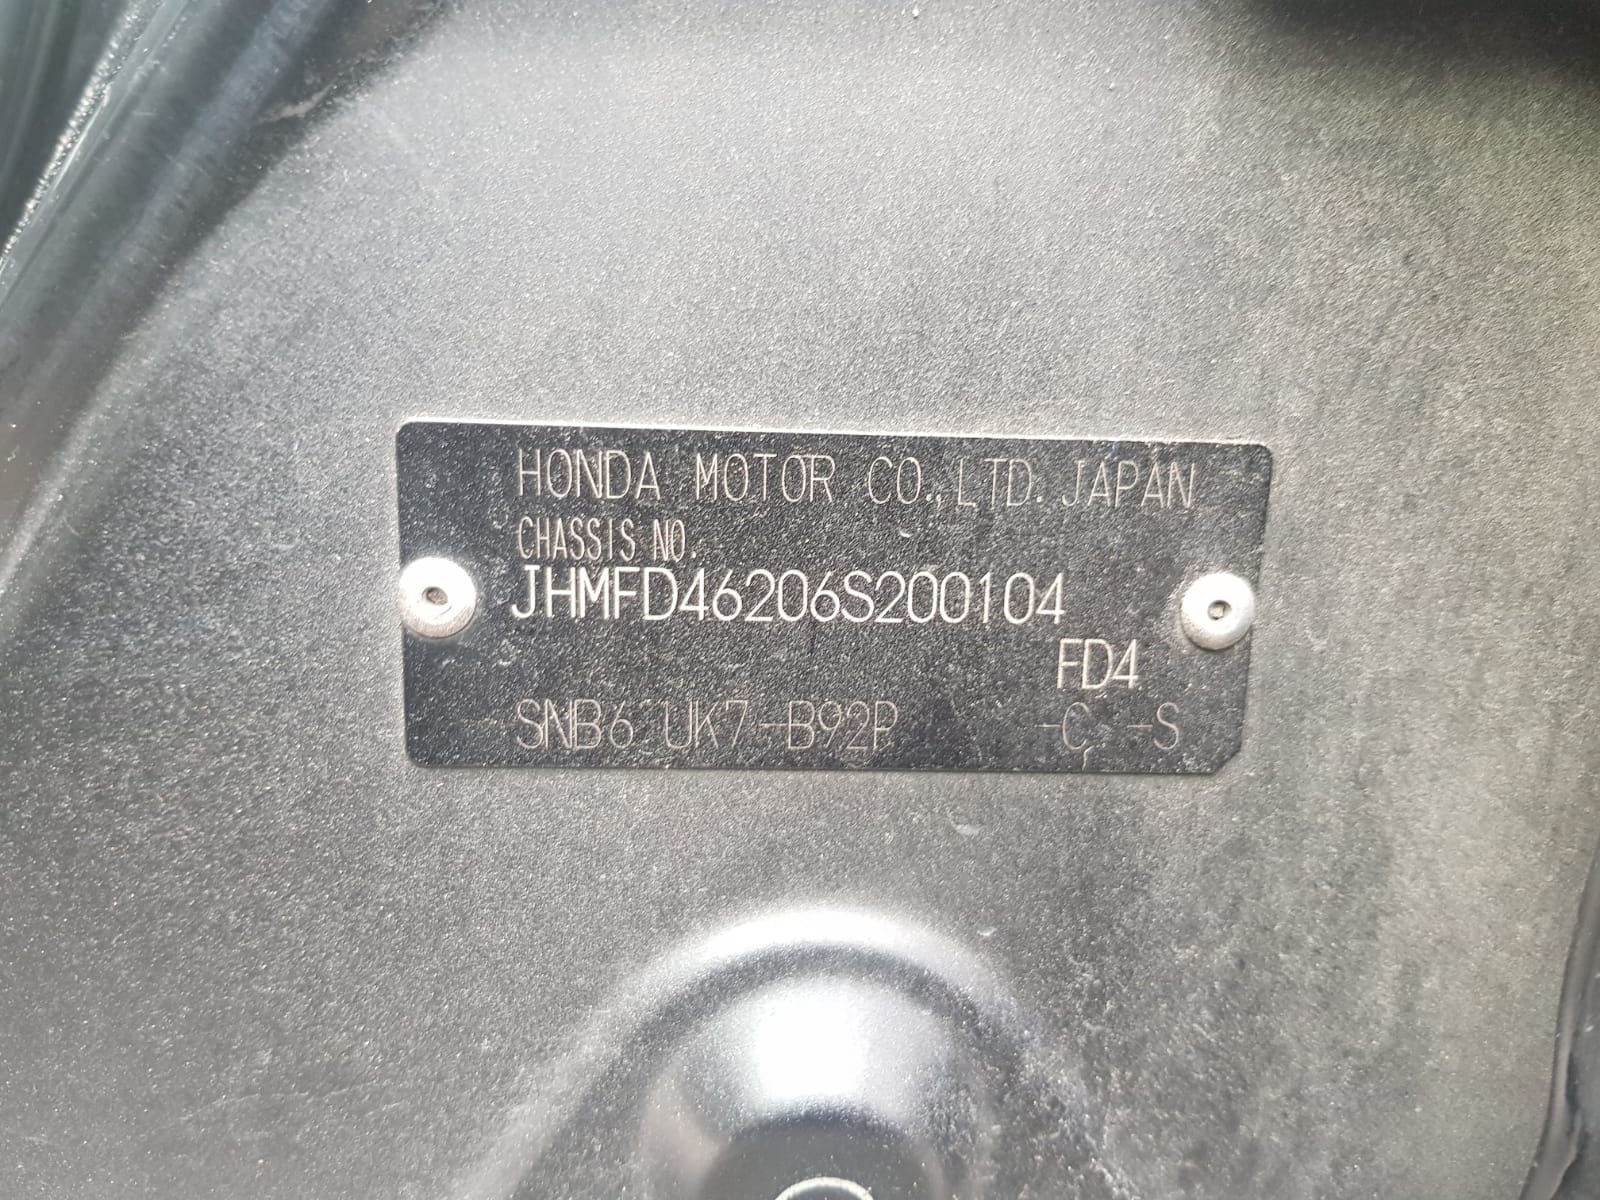 HONDA MOTOR CO.,LTD. JAPAN
CHASSIS NO.
JHMFD46206S200104
FD4
SNB6 UK7-B92P -C -S